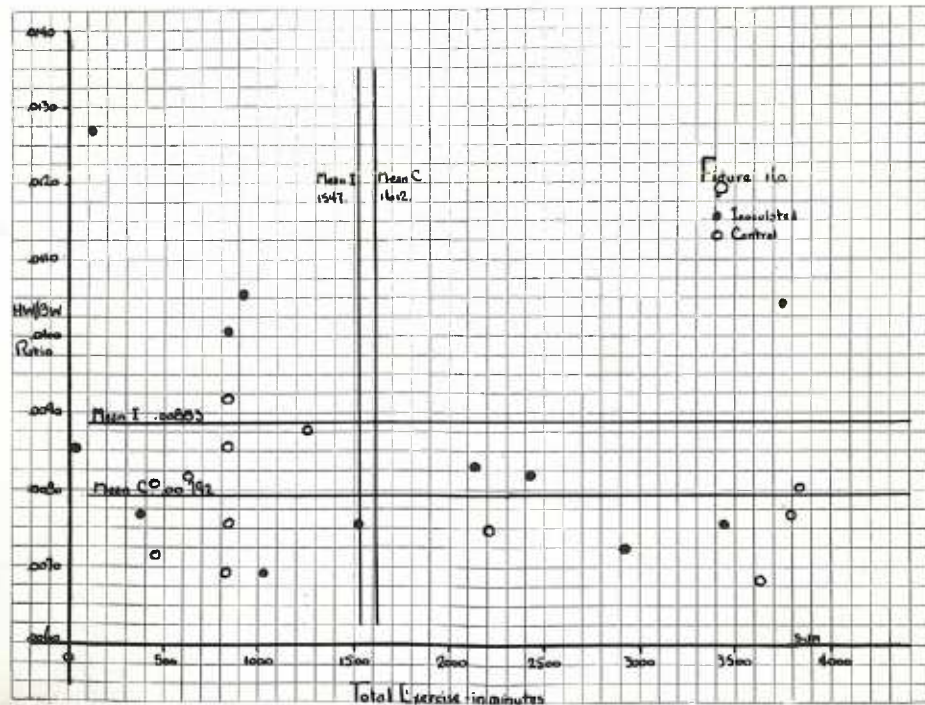 .0140
.0130
.0120
.0110
HW/BW
.0100
Ratio
.0090
.0080
.0070
.0060
Mean I
1547.
Mean C
1612.
Figure 11a
Inoculated
Control
Mean I .00883
Mean C .00792
0 500 1000 1500 2000 2500 3000 3500 4000
Total Exercise - in minutes